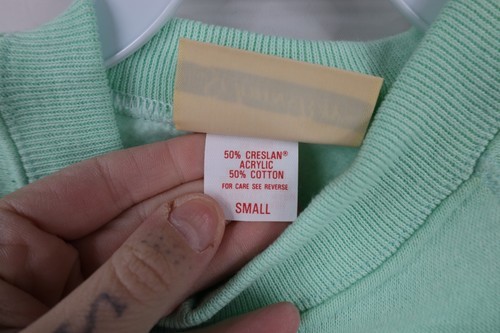 50% CRESLAN®
ACRYLIC
50% COTTON
FOR CARE SEE REVERSE
SMALL